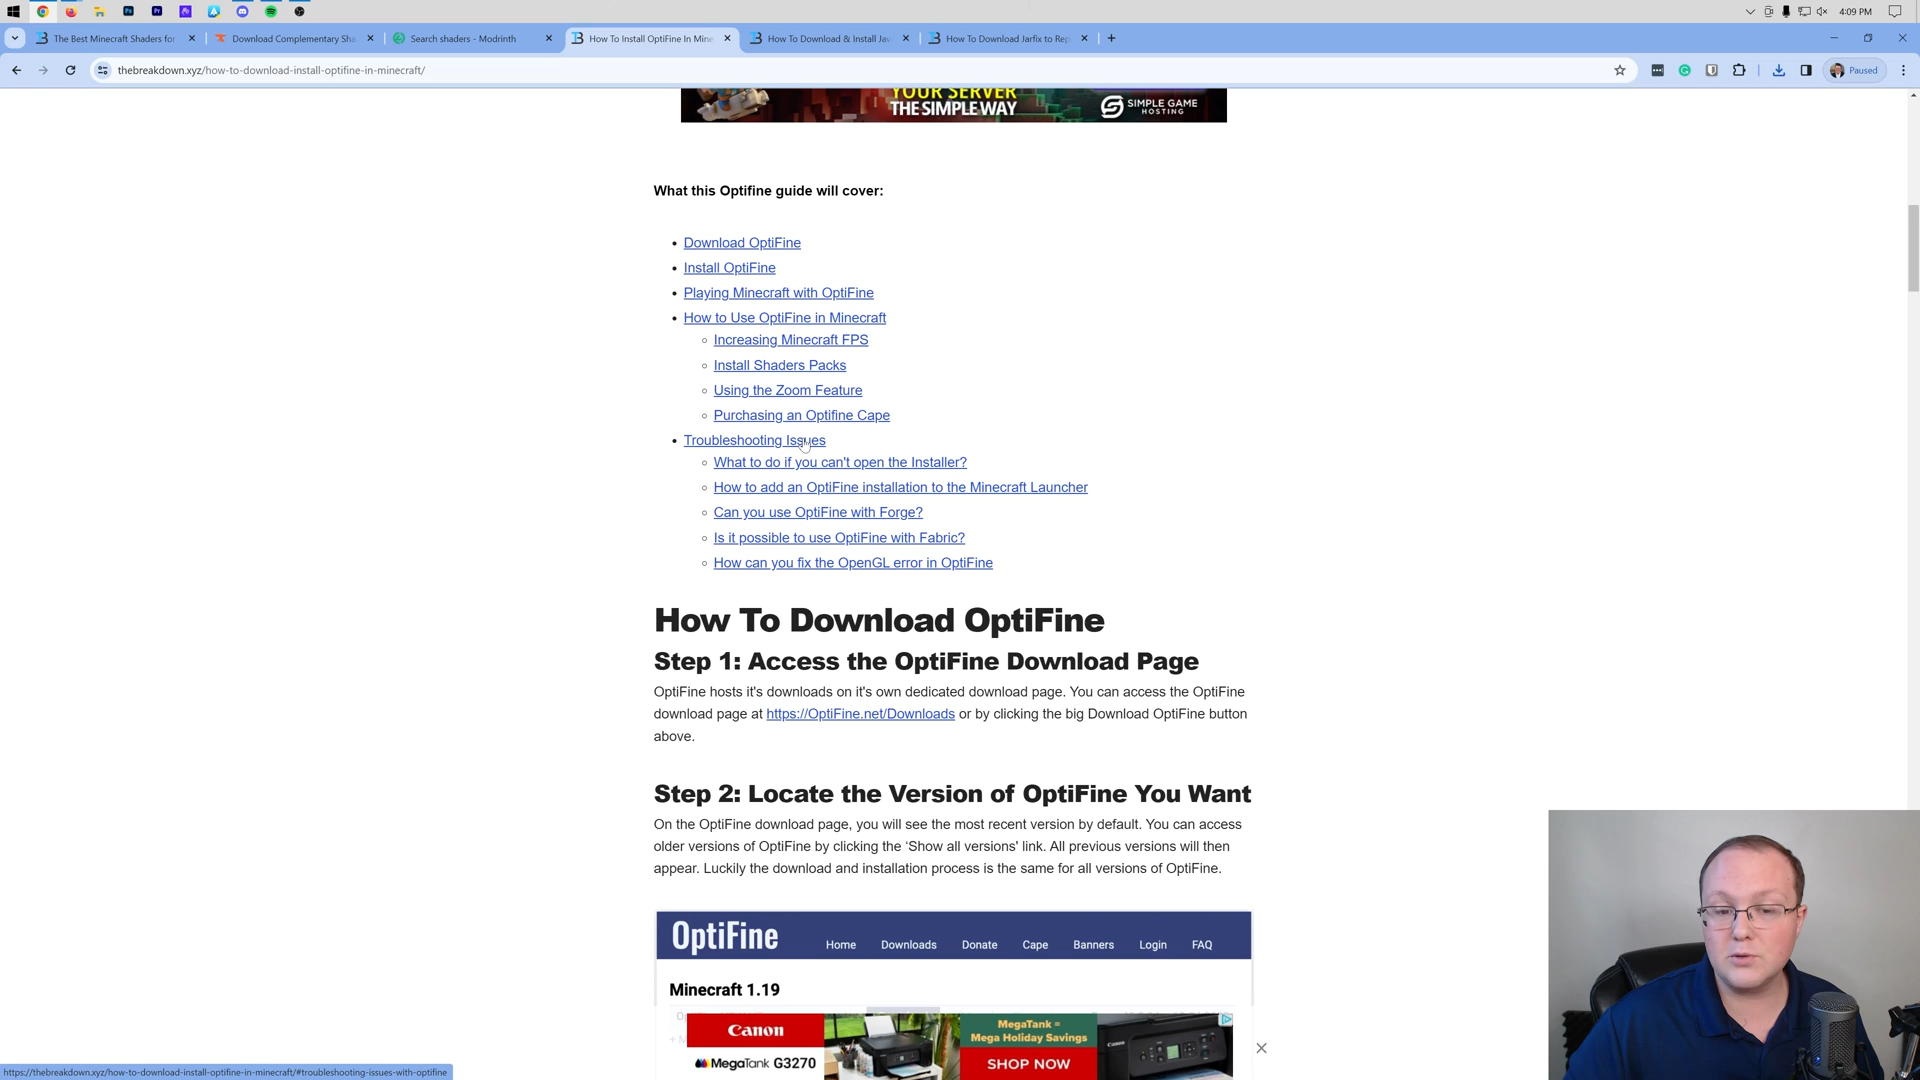 4:09 PM
The Best Minecraft Shaders for
Download Complementary Sha
Search shaders - Modrinth
How To Install OptiFine In Mine
How To Download & Install Jav
How To Download Jarfix to Rep
thebreakdown.xyz/how-to-download-install-optifine-in-minecraft/
Paused
YOUR SERVER
THE SIMPLE WAY
SIMPLE GAME
HOSTING
What this Optifine guide will cover:
Download OptiFine
Install OptiFine
Playing Minecraft with OptiFine
How to Use OptiFine in Minecraft
Increasing Minecraft FPS
Install Shaders Packs
Using the Zoom Feature
Purchasing an Optifine Cape
Troubleshooting Issues
What to do if you can't open the Installer?
How to add an OptiFine installation to the Minecraft Launcher
Can you use OptiFine with Forge?
Is it possible to use OptiFine with Fabric?
How can you fix the OpenGL error in OptiFine
How To Download OptiFine
Step 1: Access the OptiFine Download Page
OptiFine hosts it's downloads on it's own dedicated download page. You can access the OptiFine
download page at https://OptiFine.net/Downloads or by clicking the big Download OptiFine button
above.
Step 2: Locate the Version of OptiFine You Want
On the OptiFine download page, you will see the most recent version by default. You can access
older versions of OptiFine by clicking the ‘Show all versions' link. All previous versions will then
appear. Luckily the download and installation process is the same for all versions of OptiFine.
OptiFine
Home Downloads Donate Cape Banners Login FAQ
Minecraft 1.19
Canon
MegaTank G3270
MegaTank =
Mega Holiday Savings
SHOP NOW
https://thebreakdown.xyz/how-to-download-install-optifine-in-minecraft/#troubleshooting-issues-with-optifine